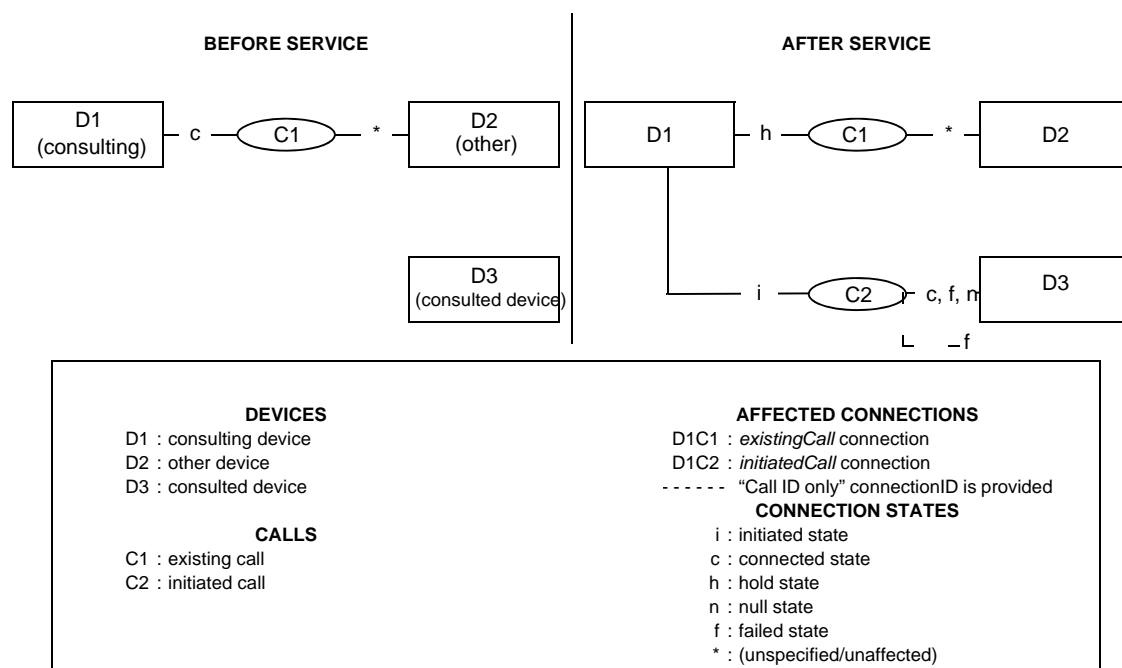 BEFORE SERVICE
AFTER SERVICE
D1
(consulting)
c
C1
*
D2
(other)
D1
h
C1
*
D2
D3
(consulted device)
i
C2
c, f, n
D3
f
DEVICES
D1 : consulting device
D2 : other device
D3 : consulted device
CALLS
C1 : existing call
C2 : initiated call
AFFECTED CONNECTIONS
D1C1 : existingCall connection
D1C2 : initiatedCall connection
- - - - - - “Call ID only” connectionID is provided
CONNECTION STATES
i : initiated state
c : connected state
h : hold state
n : null state
f : failed state
* : (unspecified/unaffected)